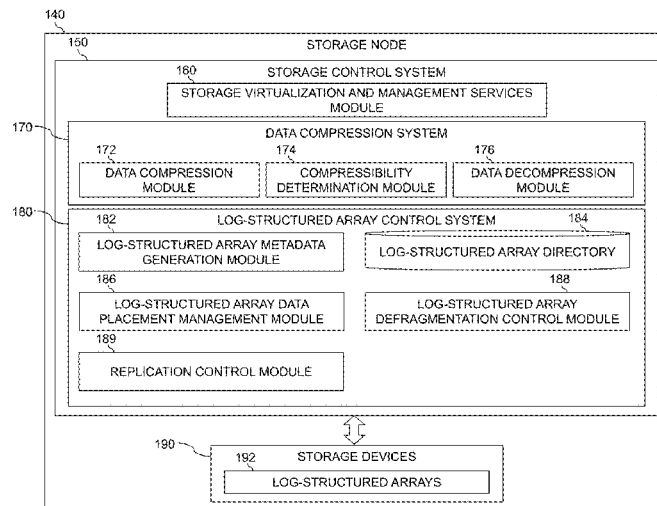 140
150
STORAGE NODE
STORAGE CONTROL SYSTEM
160
STORAGE VIRTUALIZATION AND MANAGEMENT SERVICES
MODULE
170
DATA COMPRESSION SYSTEM
172
DATA COMPRESSION
MODULE
174
COMPRESSIBILITY
DETERMINATION MODULE
176
DATA DECOMPRESSION
MODULE
180
LOG-STRUCTURED ARRAY CONTROL SYSTEM
182
LOG-STRUCTURED ARRAY METADATA
GENERATION MODULE
184
LOG-STRUCTURED ARRAY DIRECTORY
186
LOG-STRUCTURED ARRAY DATA
PLACEMENT MANAGEMENT MODULE
188
LOG-STRUCTURED ARRAY
DEFRAGMENTATION CONTROL MODULE
189
REPLICATION CONTROL MODULE
190
STORAGE DEVICES
192
LOG-STRUCTURED ARRAYS